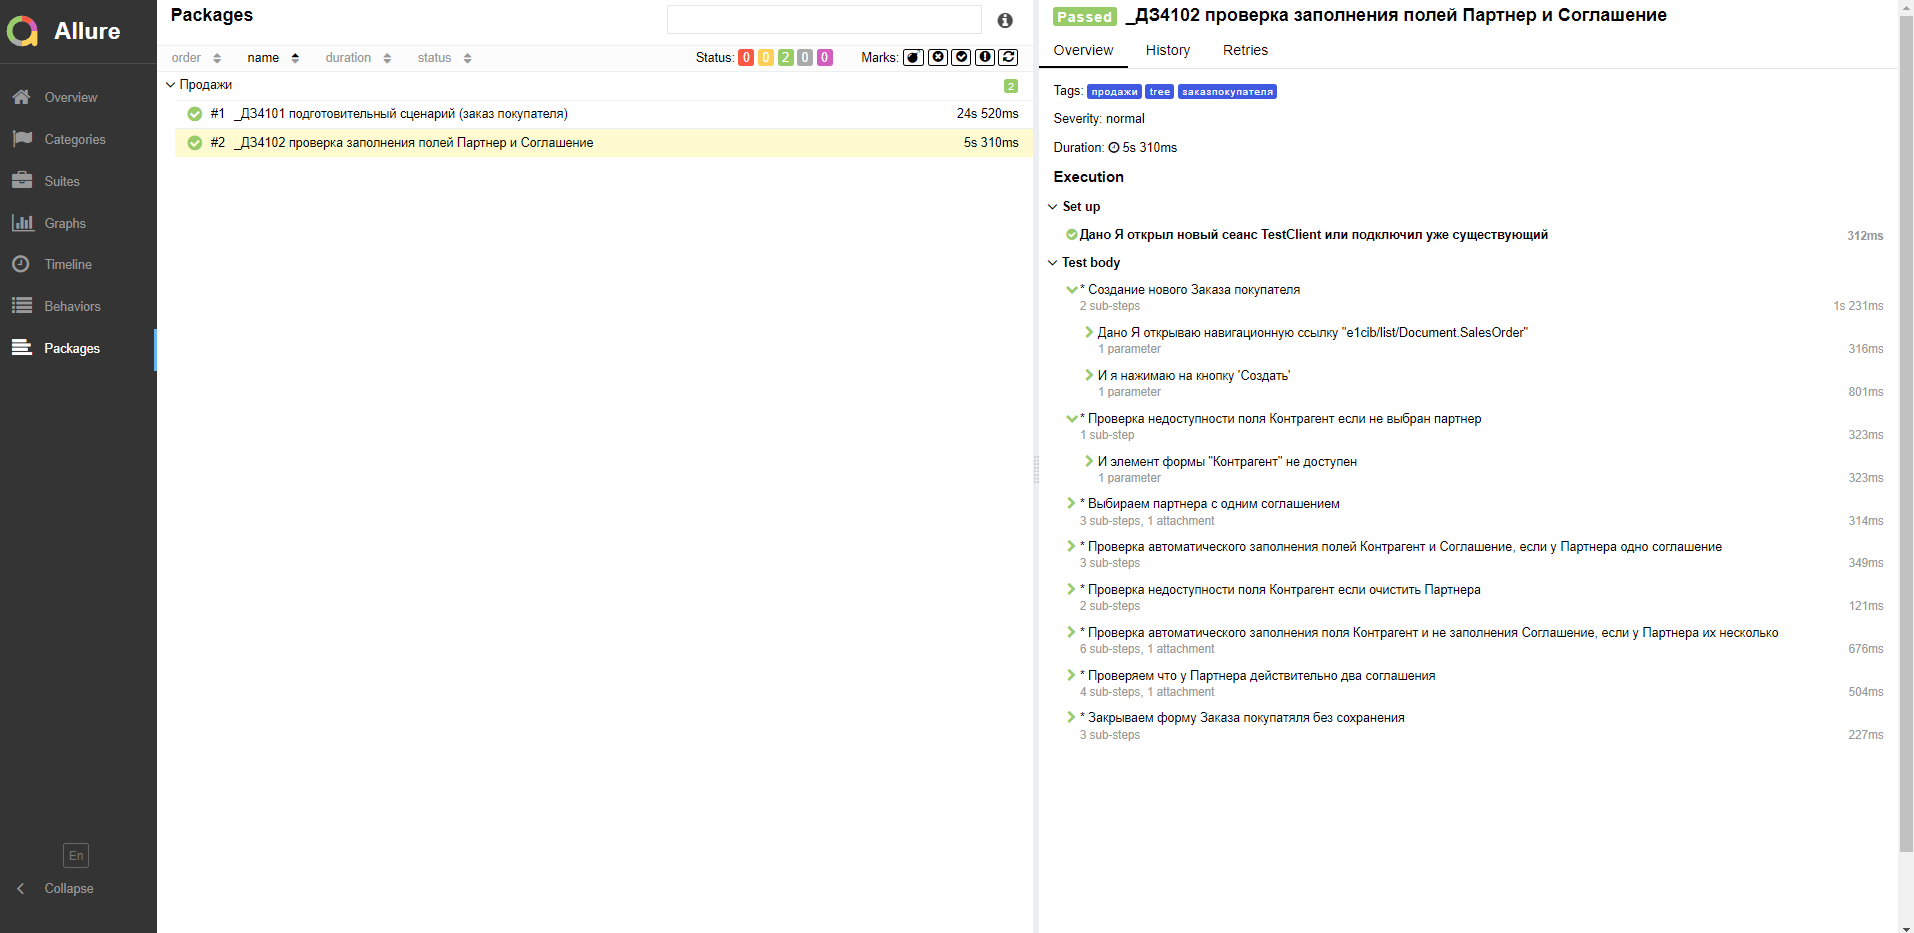 Allure
Overview
Categories
Suites
Graphs
Timeline
Behaviors
Packages
En
Collapse
Packages
order name duration status
Status: 0 0 2 0 0 Marks:
Продажи 2
#1 _ДЗ4101 подготовительный сценарий (заказ покупателя) 24s 520ms
#2 _ДЗ4102 проверка заполнения полей Партнер и Соглашение 5s 310ms
Passed _ДЗ4102 проверка заполнения полей Партнер и Соглашение
Overview History Retries
Tags: продажи tree заказпокупателя
Severity: normal
Duration: 5s 310ms
Execution
Set up
Дано Я открыл новый сеанс TestClient или подключил уже существующий 312ms
Test body
* Создание нового Заказа покупателя
2 sub-steps 1s 231ms
Дано Я открываю навигационную ссылку "e1cib/list/Document.SalesOrder"
1 parameter 316ms
И я нажимаю на кнопку 'Создать'
1 parameter 801ms
* Проверка недоступности поля Контрагент если не выбран партнер
1 sub-step 323ms
И элемент формы "Контрагент" не доступен
1 parameter 323ms
* Выбираем партнера с одним соглашением
3 sub-steps, 1 attachment 314ms
* Проверка автоматического заполнения полей Контрагент и Соглашение, если у Партнера одно соглашение
3 sub-steps 349ms
* Проверка недоступности поля Контрагент если очистить Партнера
2 sub-steps 121ms
* Проверка автоматического заполнения поля Контрагент и не заполнения Соглашение, если у Партнера их несколько
6 sub-steps, 1 attachment 676ms
* Проверяем что у Партнера действительно два соглашения
4 sub-steps, 1 attachment 504ms
* Закрываем форму Заказа покупатяля без сохранения
3 sub-steps 227ms